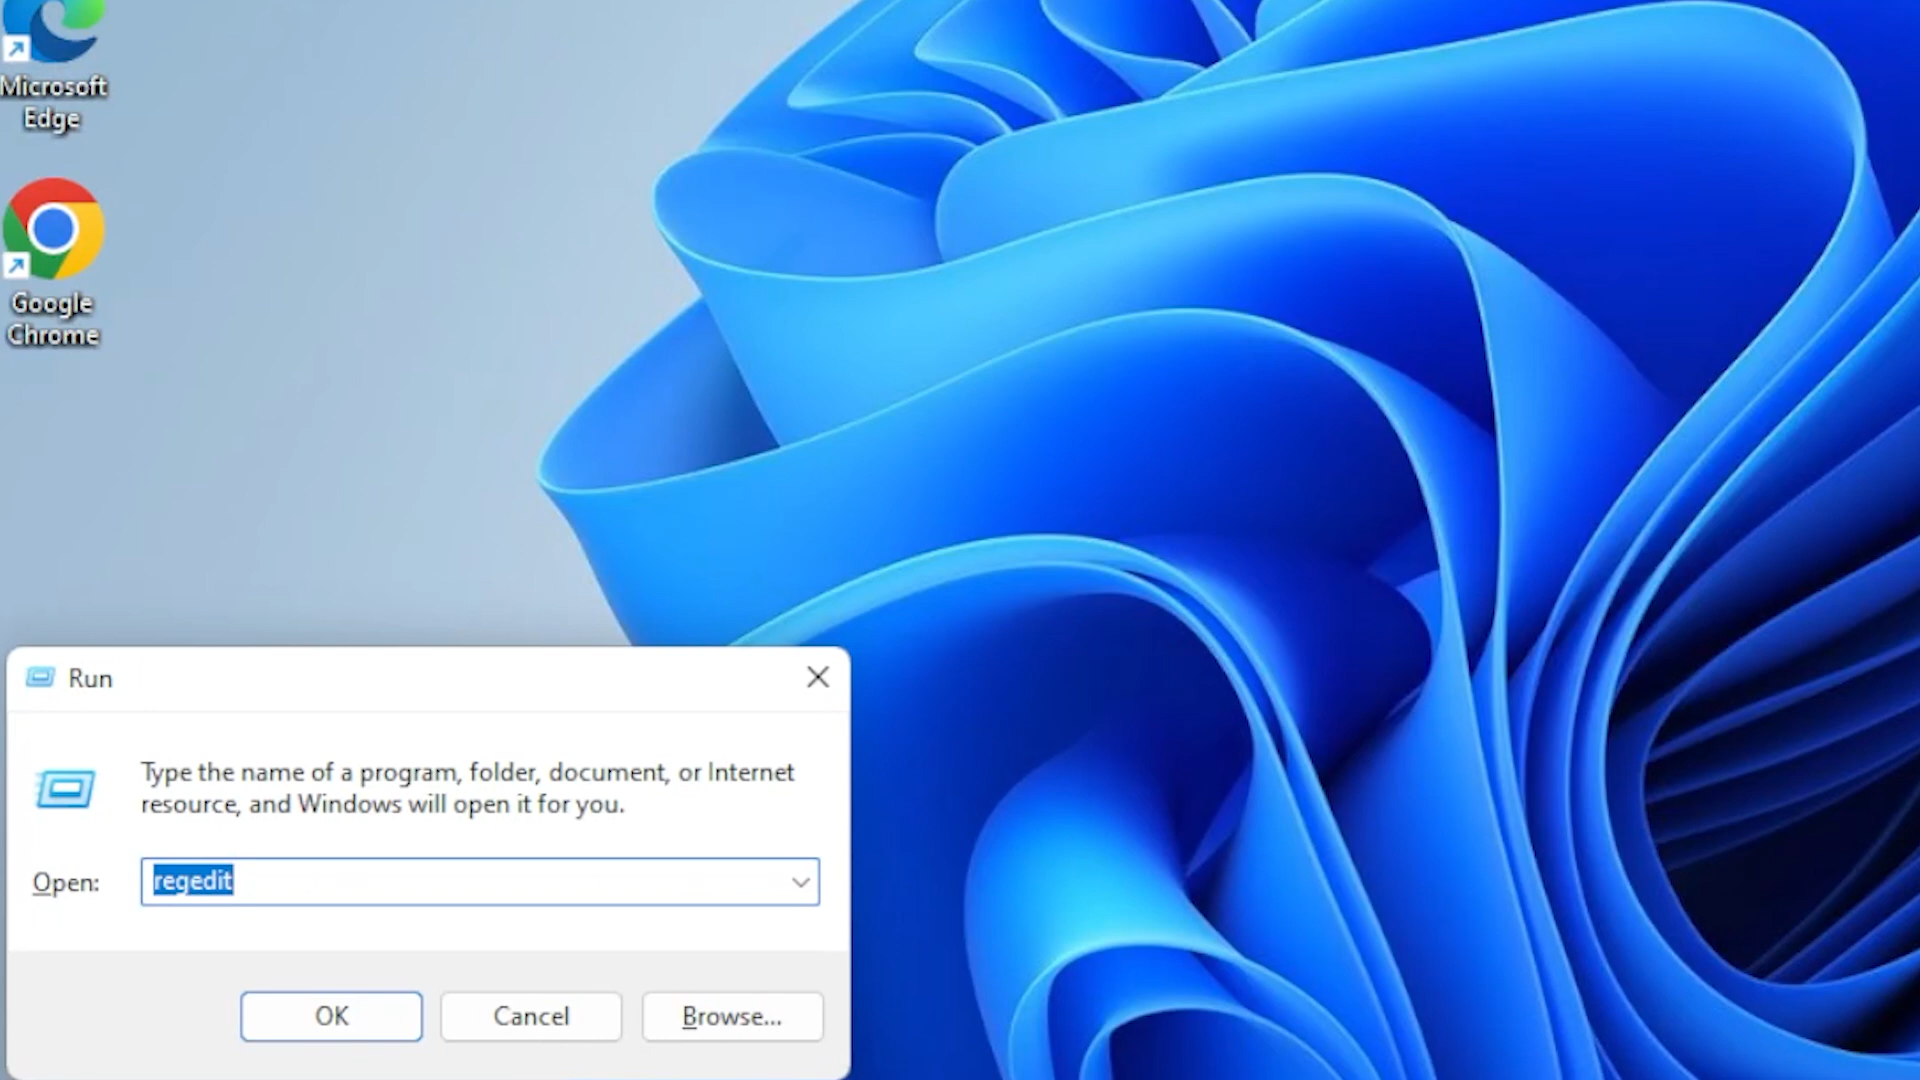 Microsoft
Edge
Google
Chrome
Run
Type the name of a program, folder, document, or Internet
resource, and Windows will open it for you.
Open:
regedit
OK
Cancel
Browse...